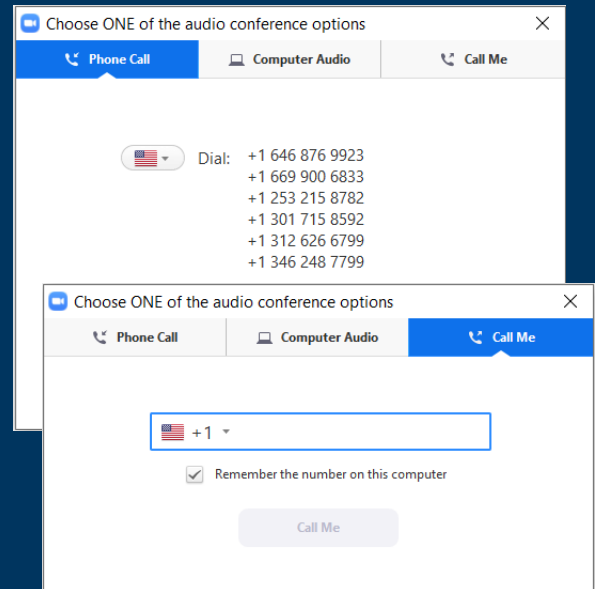 Choose ONE of the audio conference options
Phone Call Computer Audio Call Me
Dial: +1 646 876 9923
+1 669 900 6833
+1 253 215 8782
+1 301 715 8592
+1 312 626 6799
+1 346 248 7799
Choose ONE of the audio conference options
Phone Call Computer Audio Call Me
+1
Remember the number on this computer
Call Me